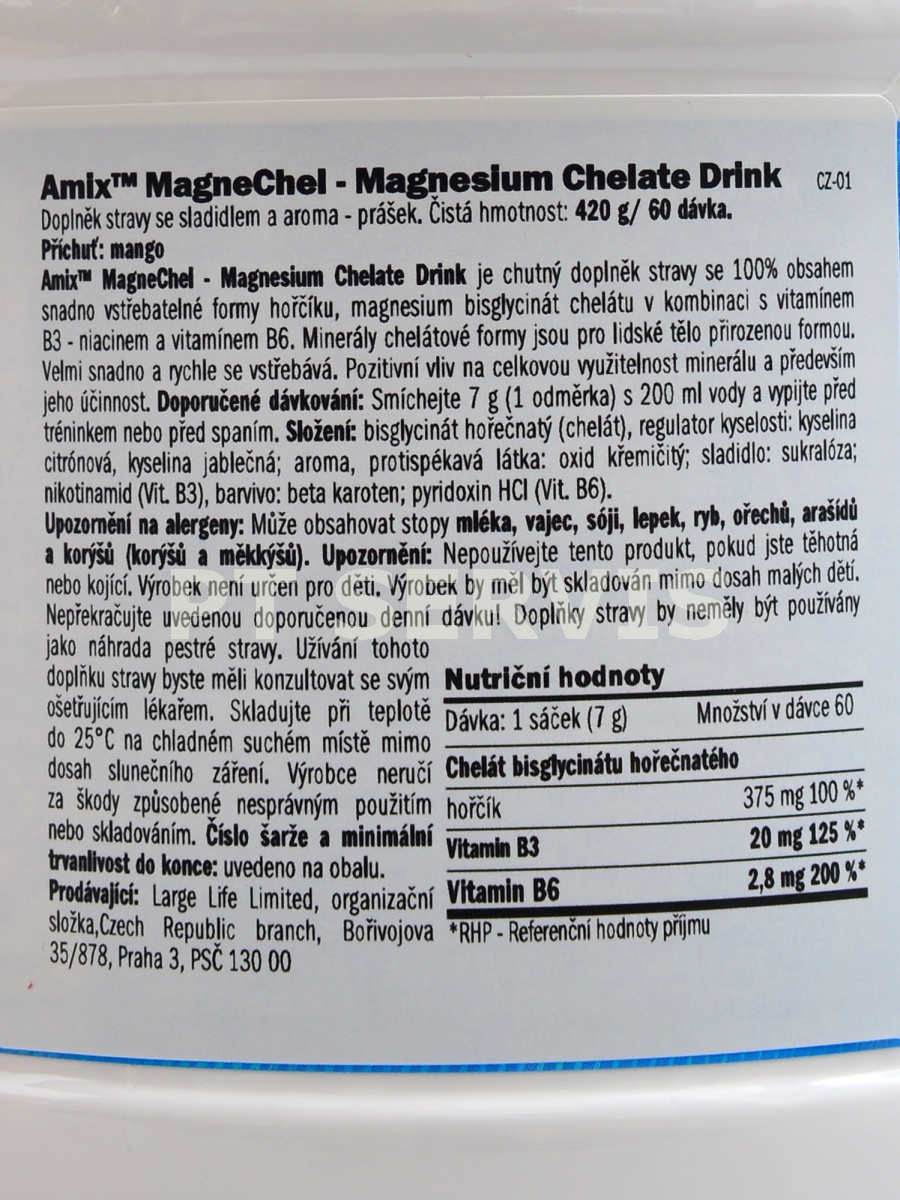 Amix™ MagneChel - Magnesium Chelate Drink CZ-01
Doplněk stravy se sladidlem a aroma - prášek. Čistá hmotnost: 420 g/ 60 dávka.
Příchuť: mango
Amix™ MagneChel - Magnesium Chelate Drink je chutný doplněk stravy se 100% obsahem
snadno vstřebatelné formy hořčíku, magnesium bisglycinát chelátu v kombinaci s vitamínem
B3 - niacinem a vitamínem B6. Minerály chelátové formy jsou pro lidské tělo přirozenou formou.
Velmi snadno a rychle se vstřebává. Pozitivní vliv na celkovou využitelnost minerálu a především
jeho účinnost. Doporučené dávkování: Smíchejte 7 g (1 odměrka) s 200 ml vody a vypijte před
tréninkem nebo před spaním. Složení: bisglycinát hořečnatý (chelát), regulator kyselosti: kyselina
citrónová, kyselina jablečná; aroma, protispékavá látka: oxid křemičitý; sladidlo: sukralóza;
nikotinamid (Vit. B3), barvivo: beta karoten; pyridoxin HCl (Vit. B6).
Upozornění na alergeny: Může obsahovat stopy mléka, vajec, sóji, lepek, ryb, ořechů, arašídů
a korýšů (korýšů a měkkýšů). Upozornění: Nepoužívejte tento produkt, pokud jste těhotná
nebo kojící. Výrobek není určen pro děti. Výrobek by měl být skladován mimo dosah malých dětí.
PT SERVIS
Nepřekračujte uvedenou doporučenou denní dávku! Doplňky stravy by neměly být používány
jako náhrada pestré stravy. Užívání tohoto
doplňku stravy byste měli konzultovat se svým
ošetřujícím lékařem. Skladujte při teplotě
do 25°C na chladném suchém místě mimo
dosah slunečního záření. Výrobce neručí
za škody způsobené nesprávným použitím
nebo skladováním. Číslo šarže a minimální
trvanlivost do konce: uvedeno na obalu.
Prodávající: Large Life Limited, organizační
složka,Czech Republic branch, Bořivojova
35/878, Praha 3, PSČ 130 00
Nutriční hodnoty
Dávka: 1 sáček (7 g) Množství v dávce 60
Chelát bisglycinátu hořečnatého
hořčík 375 mg 100 %*
Vitamin B3 20 mg 125 %*
Vitamin B6 2,8 mg 200 %*
*RHP - Referenční hodnoty příjmu